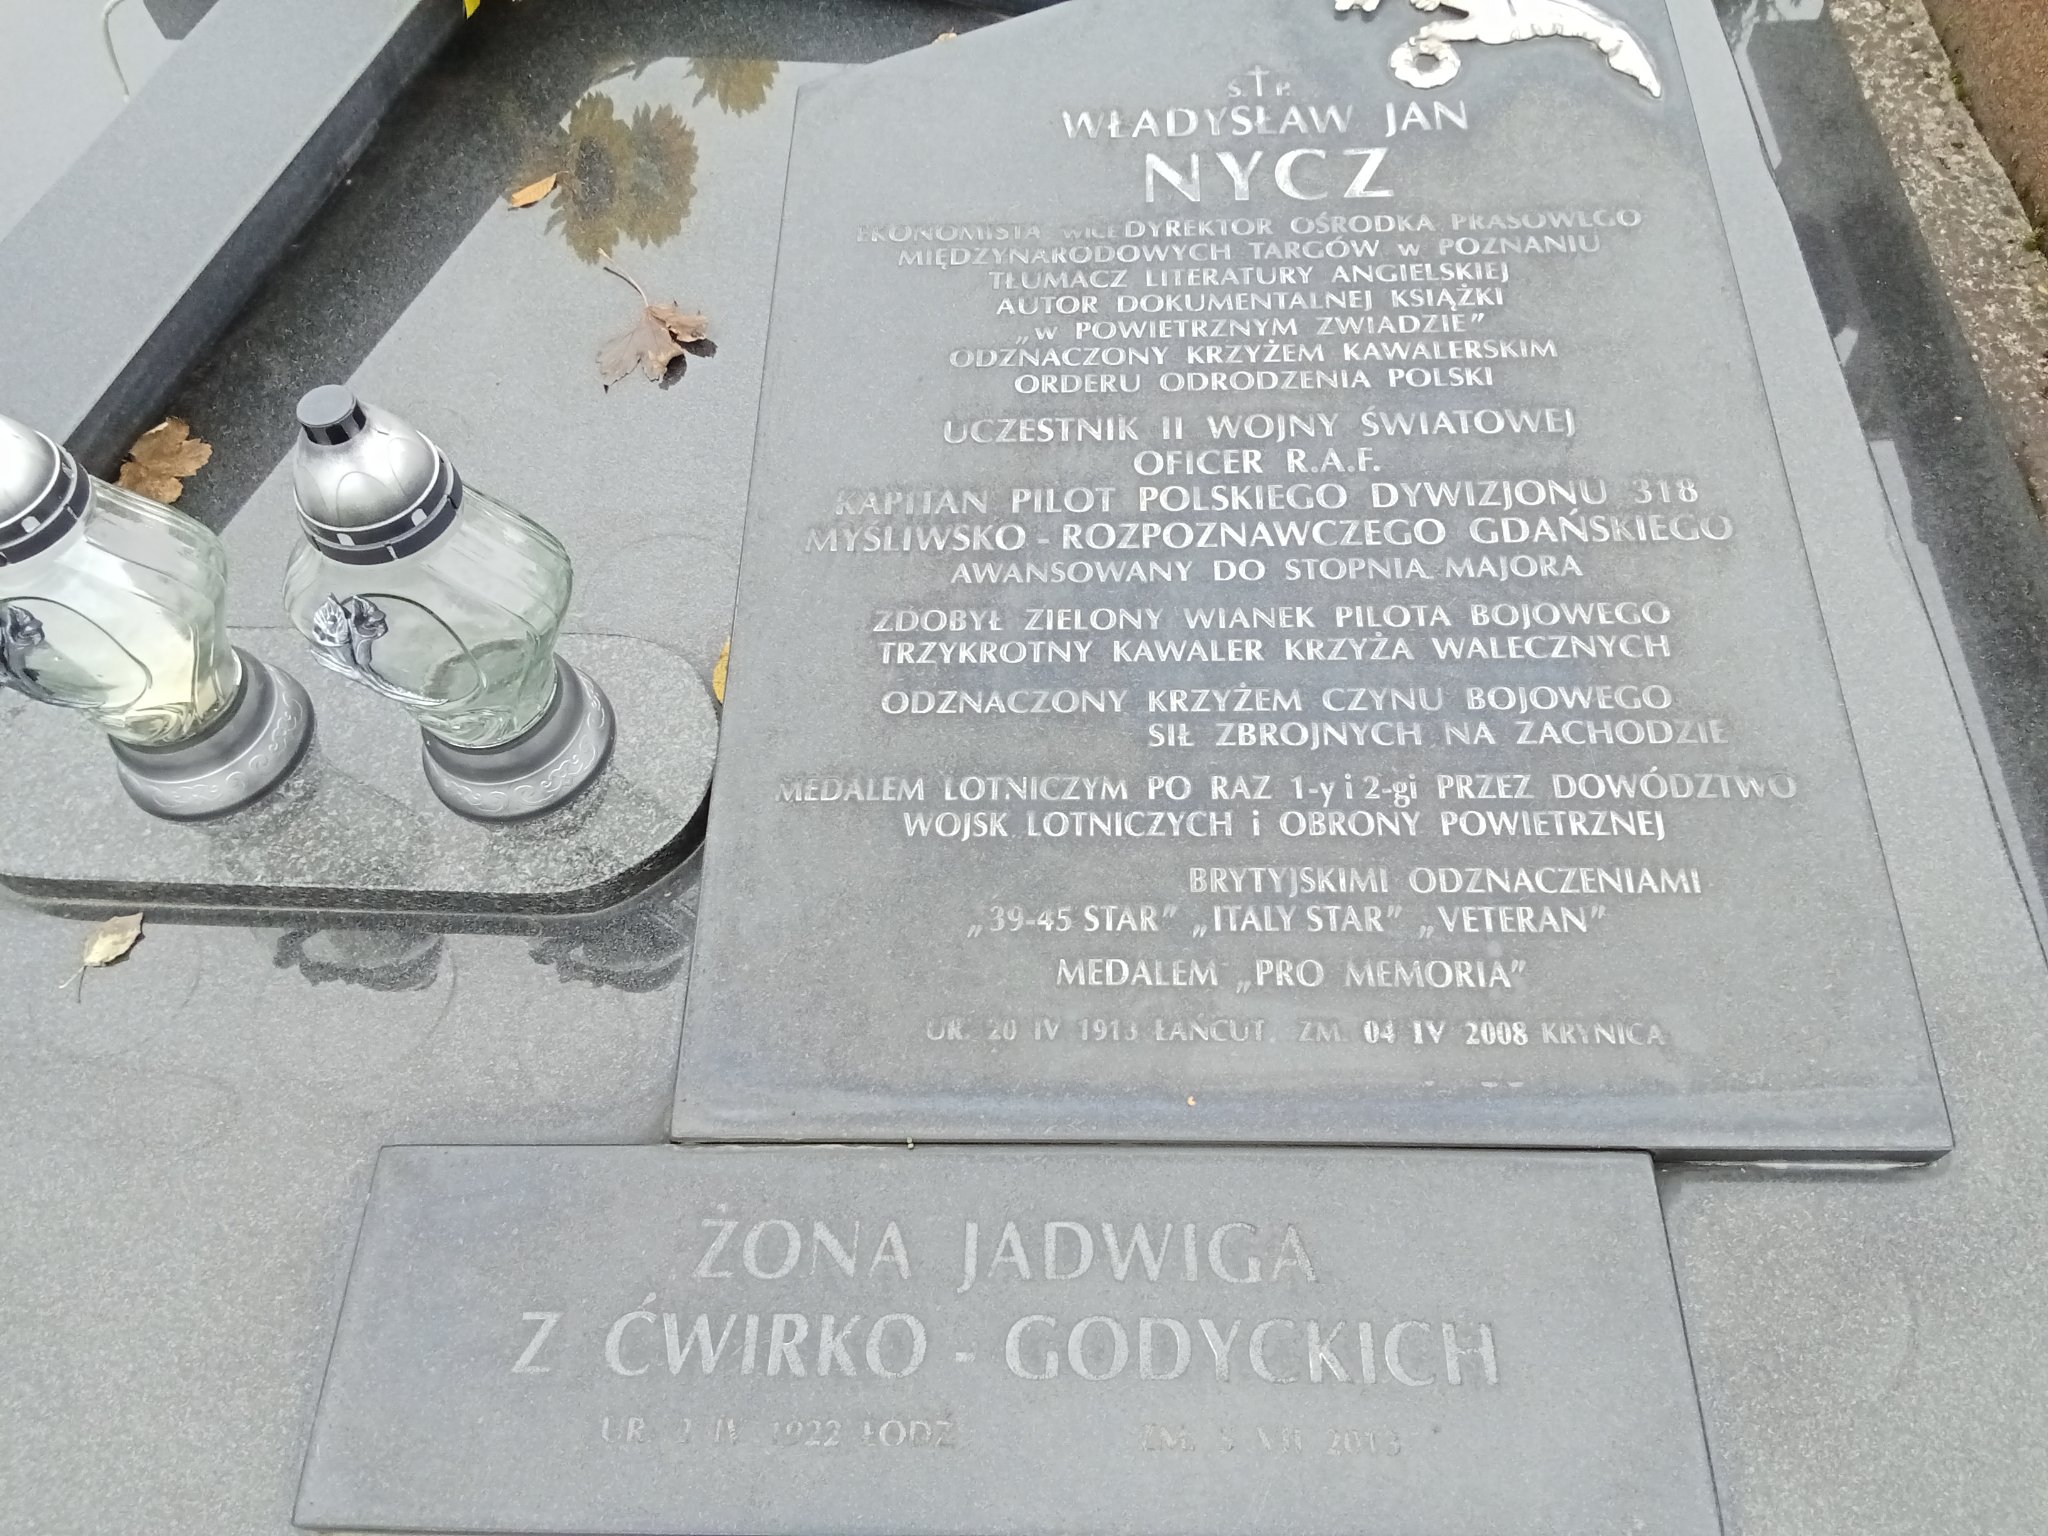 Ś. † P.
WŁADYSŁAW JAN
NYCZ
EKONOMISTA WICEDYREKTOR OŚRODKA PRASOWEGO
MIĘDZYNARODOWYCH TARGÓW W POZNANIU
TŁUMACZ LITERATURY ANGIELSKIEJ
AUTOR DOKUMENTALNEJ KSIĄŻKI
„W POWIETRZNYM ZWIADZIE”
ODZNACZONY KRZYŻEM KAWALERSKIM
ORDERU ODRODZENIA POLSKI
UCZESTNIK II WOJNY ŚWIATOWEJ
OFICER R.A.F.
KAPITAN PILOT POLSKIEGO DYWIZJONU 318
MYŚLIWSKO - ROZPOZNAWCZEGO GDAŃSKIEGO
AWANSOWANY DO STOPNIA MAJORA
ZDOBYŁ ZIELONY WIANEK PILOTA BOJOWEGO
TRZYKROTNY KAWALER KRZYŻA WALECZNYCH
ODZNACZONY KRZYŻEM CZYNU BOJOWEGO
SIŁ ZBROJNYCH NA ZACHODZIE
MEDALEM LOTNICZYM PO RAZ 1-y i 2-gi PRZEZ DOWÓDZTWO
WOJSK LOTNICZYCH i OBRONY POWIETRZNEJ
BRYTYJSKIMI ODZNACZENIAMI
„39-45 STAR” „ITALY STAR” „VETERAN”
MEDALEM „PRO MEMORIA”
UR. 20 IV 1913 ŁAŃCUT. ZM. 04 IV 2008 KRYNICA
ŻONA JADWIGA
Z ĆWIRKO - GODYCKICH
UR. 2 IV 1922 ŁÓDŹ ZM. VII 2013